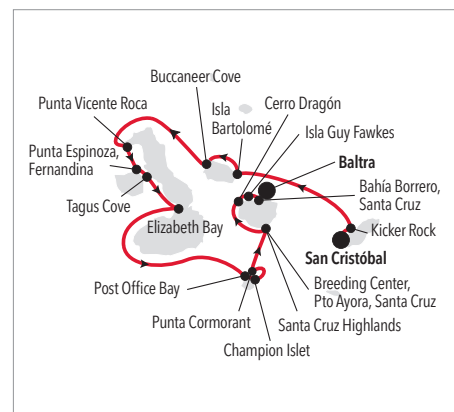 Buccaneer Cove
Isla
Bartolomé
Cerro Dragón
Isla Guy Fawkes
Punta Vicente Roca
Baltra
Punta Espinoza,
Fernandina
Bahía Borrero,
Santa Cruz
Tagus Cove
Elizabeth Bay
Kicker Rock
San Cristóbal
Post Office Bay
Breeding Center,
Pto Ayora, Santa Cruz
Punta Cormorant
Santa Cruz Highlands
Champion Islet